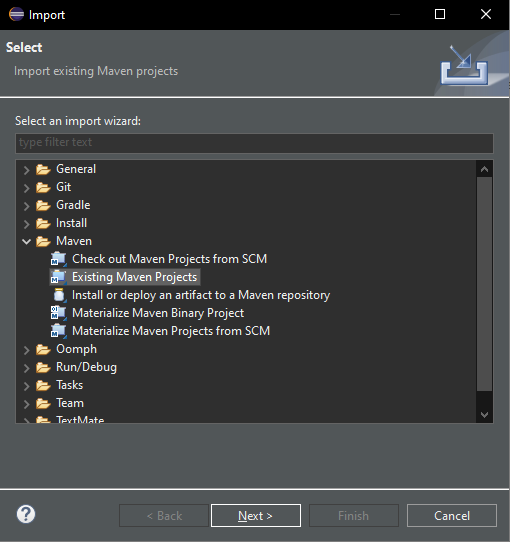 Import
Select
Import existing Maven projects
Select an import wizard:
type filter text
General
Git
Gradle
Install
Maven
Check out Maven Projects from SCM
Existing Maven Projects
Install or deploy an artifact to a Maven repository
Materialize Maven Binary Project
Materialize Maven Projects from SCM
Oomph
Run/Debug
Tasks
Team
TextMate
< Back
Next >
Finish
Cancel